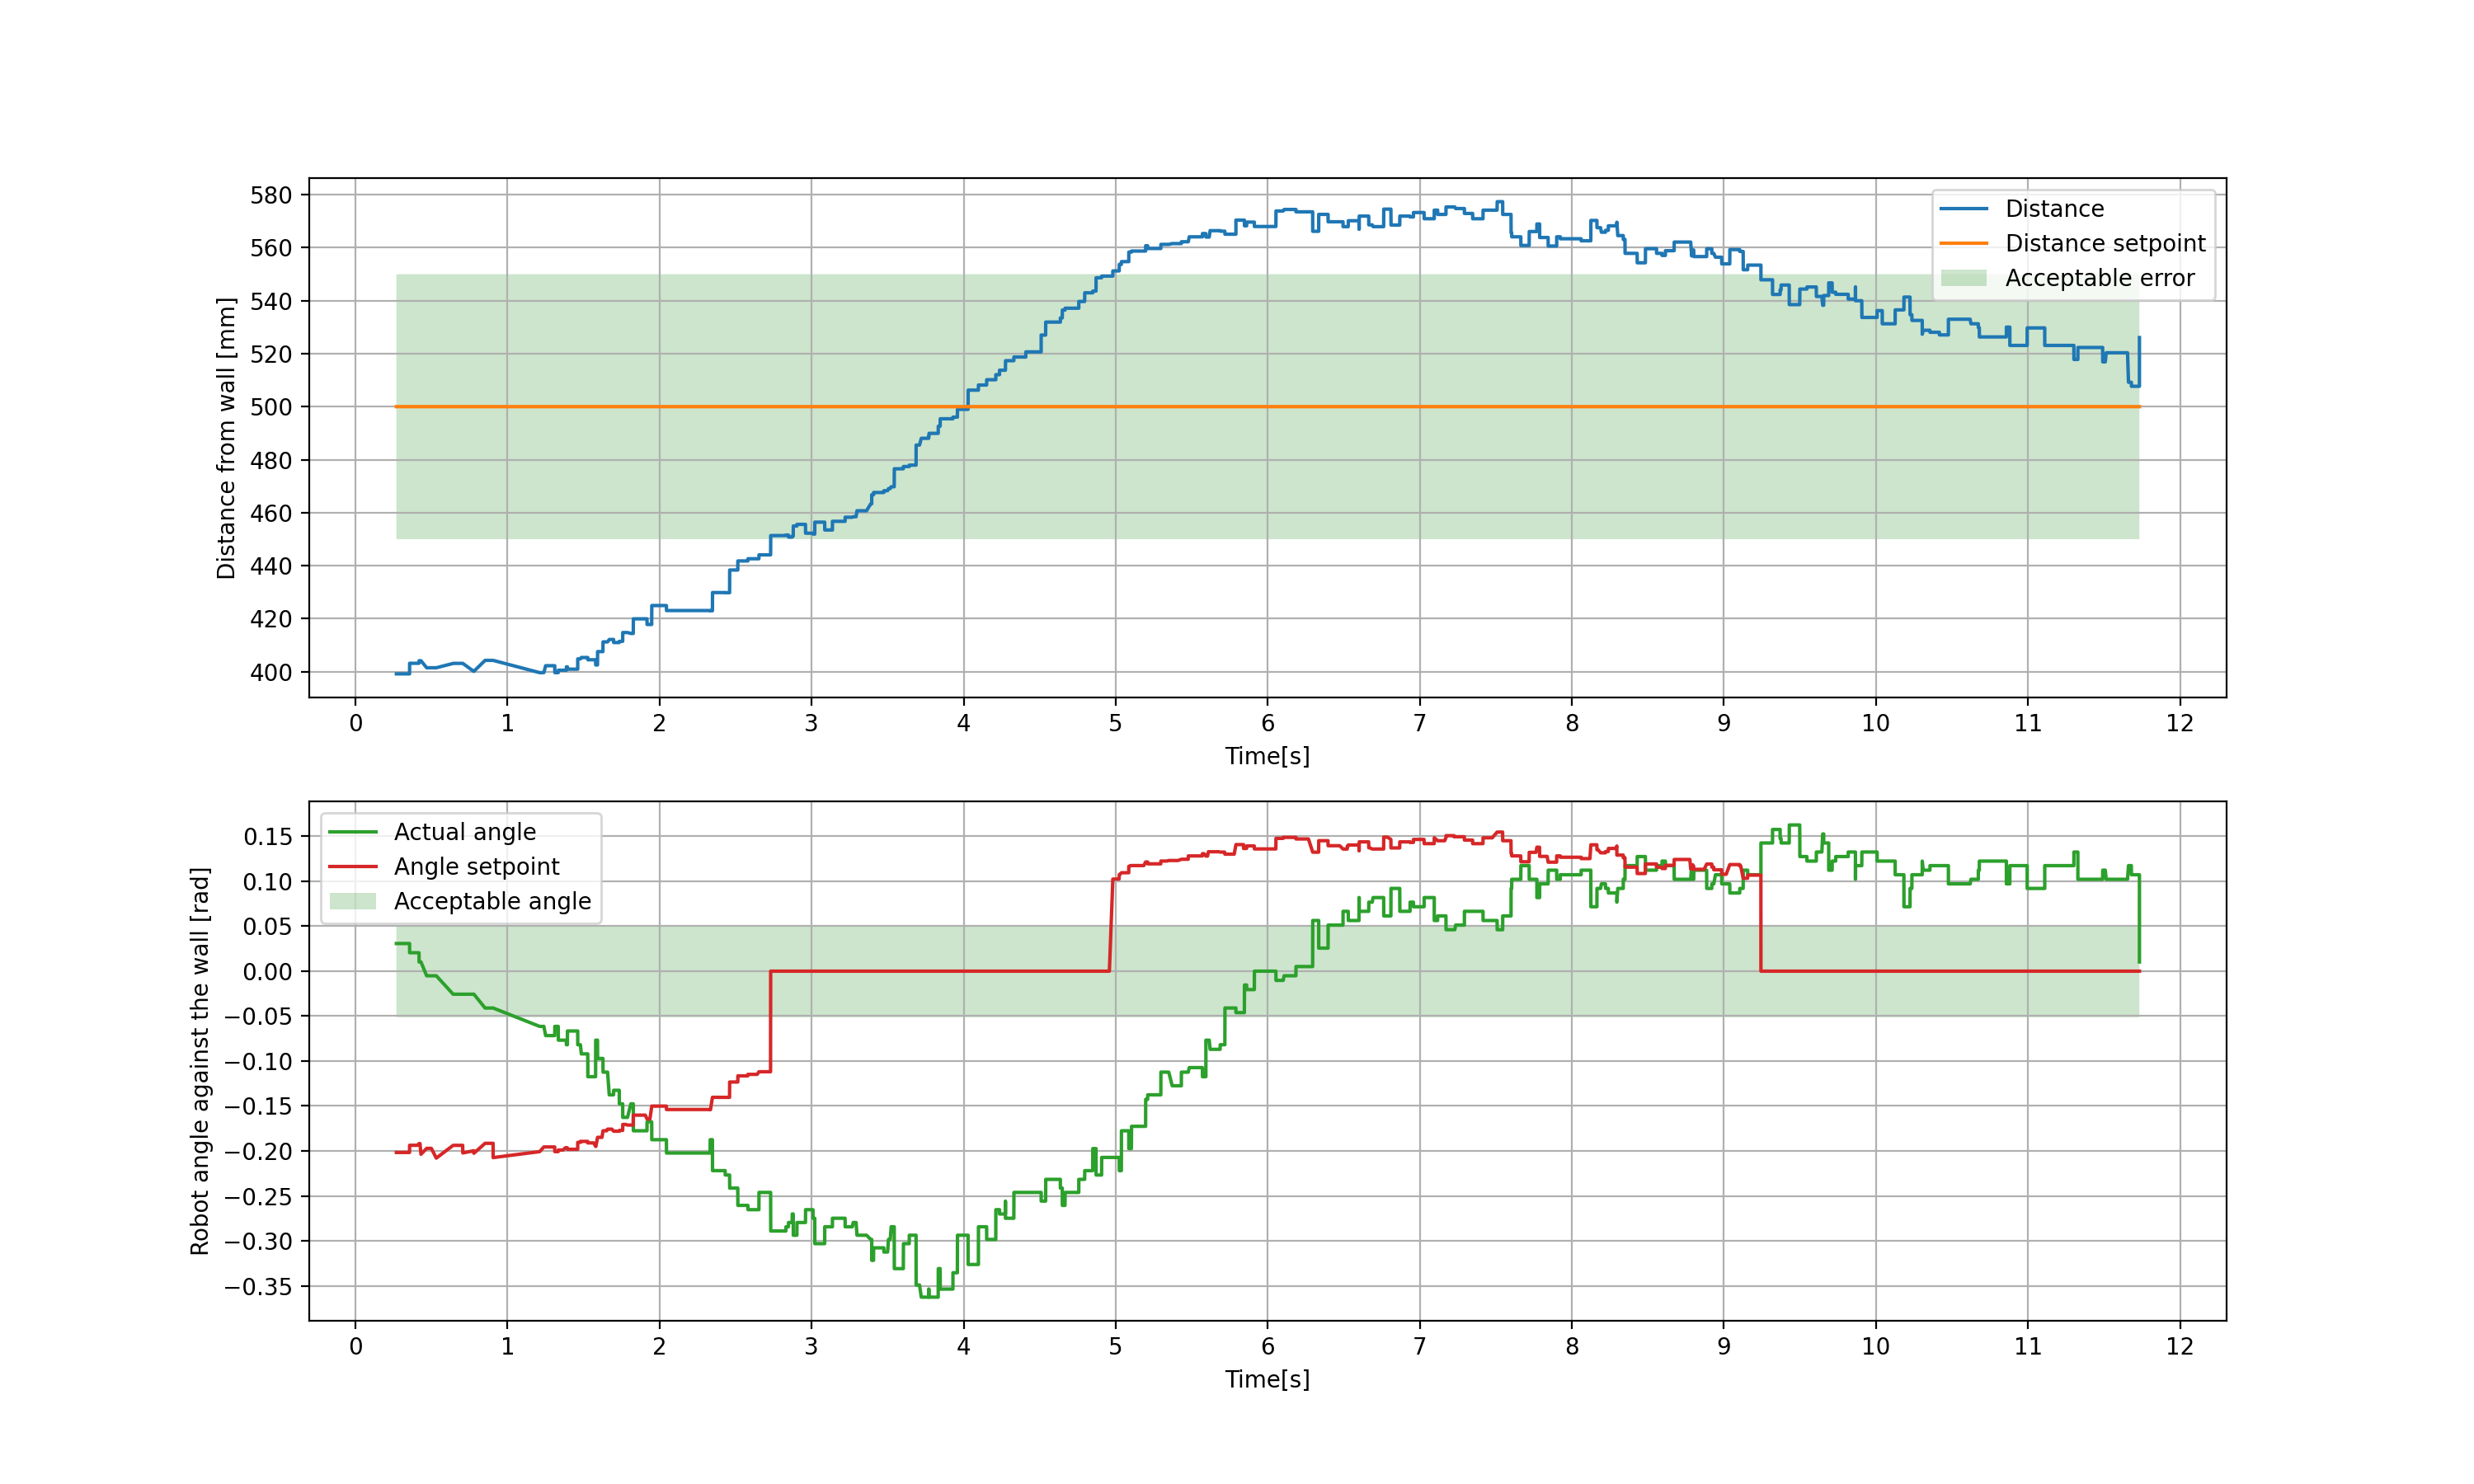 580
560
540
520
500
480
460
440
420
400
Distance from wall [mm]
Distance
Distance setpoint
Acceptable error
0 1 2 3 4 5 6 7 8 9 10 11 12
Time[s]
0.15
0.10
0.05
0.00
−0.05
−0.10
−0.15
−0.20
−0.25
−0.30
−0.35
Robot angle against the wall [rad]
Actual angle
Angle setpoint
Acceptable angle
0 1 2 3 4 5 6 7 8 9 10 11 12
Time[s]